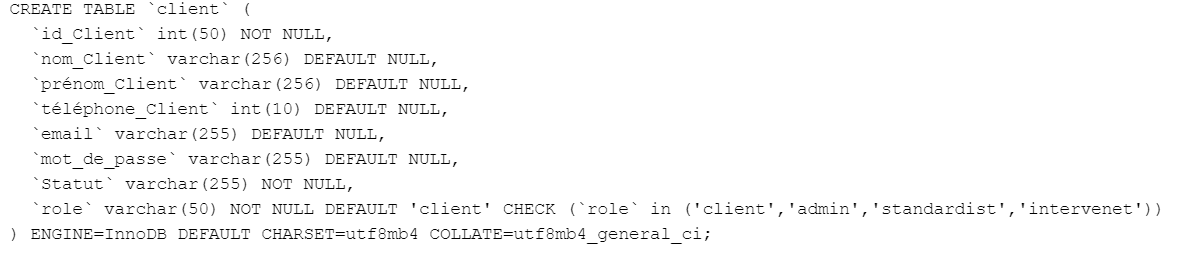 CREATE TABLE `client` (
  `id_Client` int(50) NOT NULL,
  `nom_Client` varchar(256) DEFAULT NULL,
  `prénom_Client` varchar(256) DEFAULT NULL,
  `téléphone_Client` int(10) DEFAULT NULL,
  `email` varchar(255) DEFAULT NULL,
  `mot_de_passe` varchar(255) DEFAULT NULL,
  `Statut` varchar(255) NOT NULL,
  `role` varchar(50) NOT NULL DEFAULT 'client' CHECK (`role` in ('client','admin','standardist','intervenet'))
) ENGINE=InnoDB DEFAULT CHARSET=utf8mb4 COLLATE=utf8mb4_general_ci;